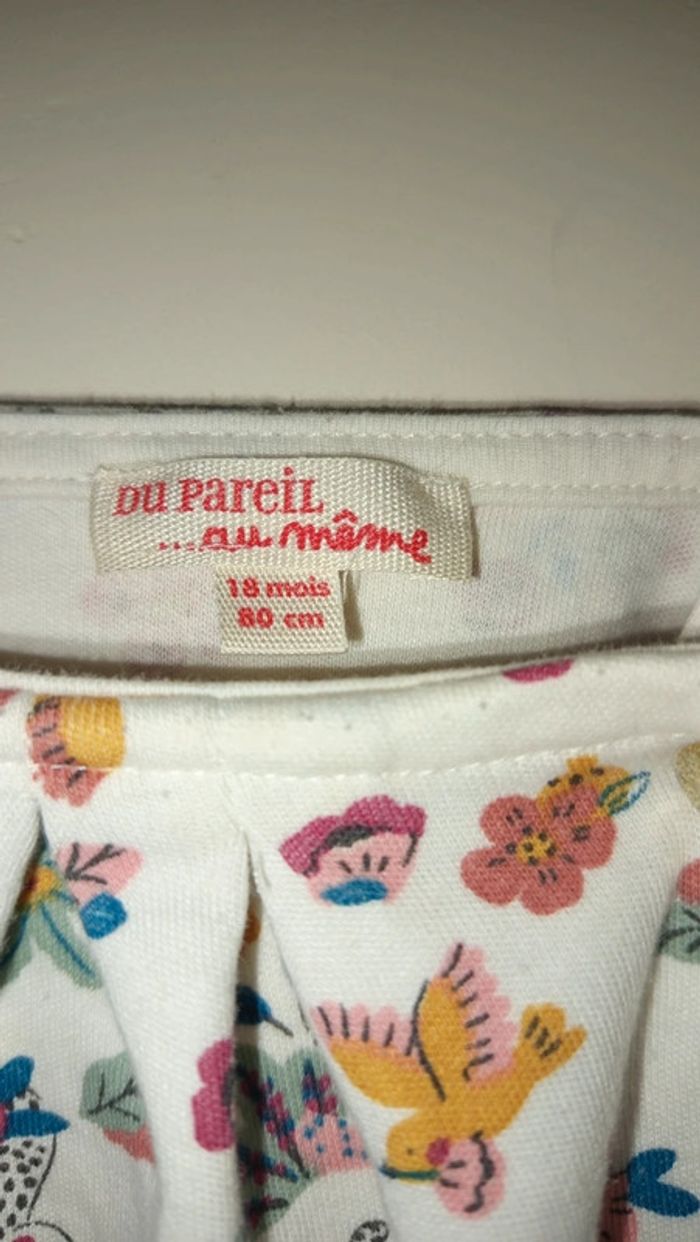 DU PareiL
...au même
18 mois
80 cm